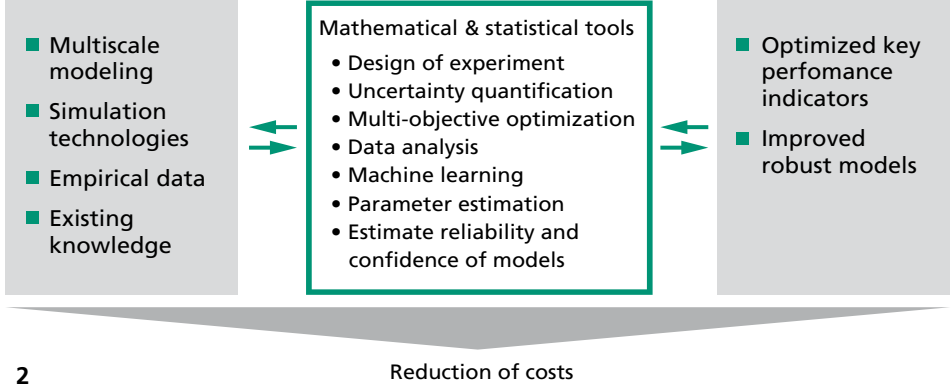 Multiscale
modeling
Simulation
technologies
Empirical data
Existing
knowledge
Mathematical & statistical tools
• Design of experiment
• Uncertainty quantification
• Multi-objective optimization
• Data analysis
• Machine learning
• Parameter estimation
• Estimate reliability and
confidence of models
Optimized key
perfomance
indicators
Improved
robust models
2
Reduction of costs